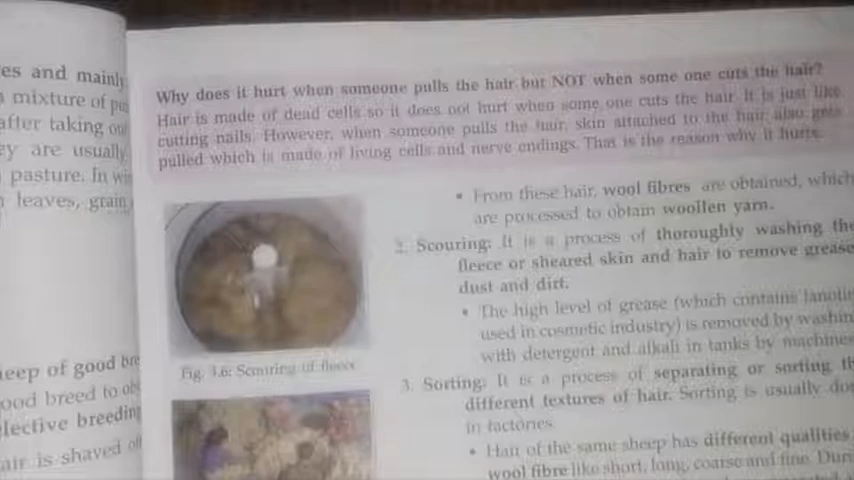 es and mainly
mixture of
after taking
ey are usually
pasture. In
leaves, grain
Why does it hurt when someone pulls the hair but NOT when some one cuts the hair?
Hair is made of dead cells so it does not hurt when some one cuts the hair. It is just like
cutting nails. However, when someone pulls the hair, skin attached to the hair, also gets
pulled which is made of living cells and nerve endings. That is the reason why it hurts.
Fig. 3.6: Scouring of fleece
eep of good
ood breed to
lective breeding
air is shaved
• From these hair, wool fibres are obtained, which
are processed to obtain woollen yarn.
2. Scouring: It is a process of thoroughly washing the
fleece or sheared skin and hair to remove grease
dust and dirt.
• The high level of grease (which contains lanolin
used in cosmetic industry) is removed by washin
with detergent and alkali in tanks by machines
3. Sorting: It is a process of separating or sorting th
different textures of hair. Sorting is usually do
in factories
• Hair of the same sheep has different qualities
wool fibre like short, long, coarse and fine. Duri